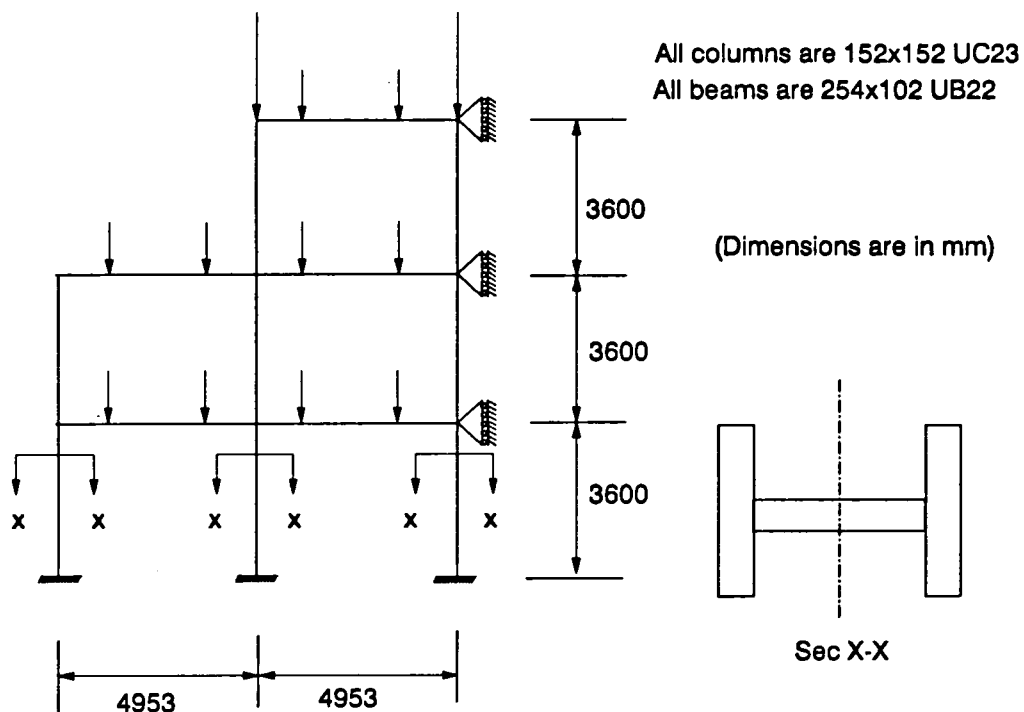 All columns are 152x152 UC23
All beams are 254x102 UB22
3600
(Dimensions are in mm)
3600
3600
x x x x x x
Sec X-X
4953 4953